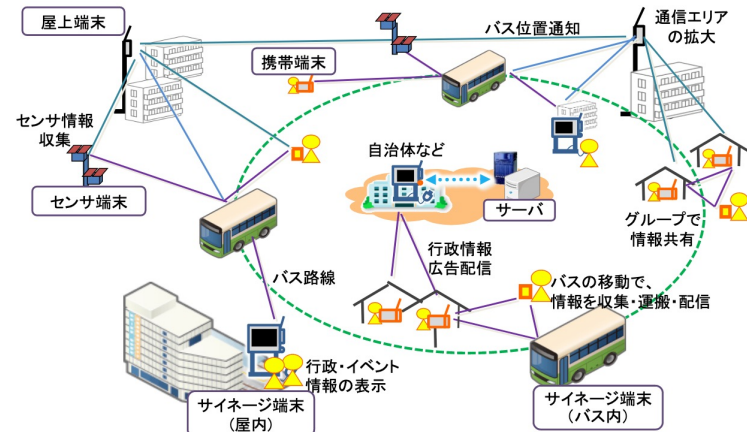 屋上端末
バス位置通知
通信エリア
の拡大
携帯端末
センサ情報
収集
自治体など
センサ端末
サーバ
グループで
情報共有
行政情報
広告配信
バス路線
バスの移動で、
情報を収集・運搬・配信
行政・イベント
情報の表示
サイネージ端末
(屋内)
サイネージ端末
(バス内)